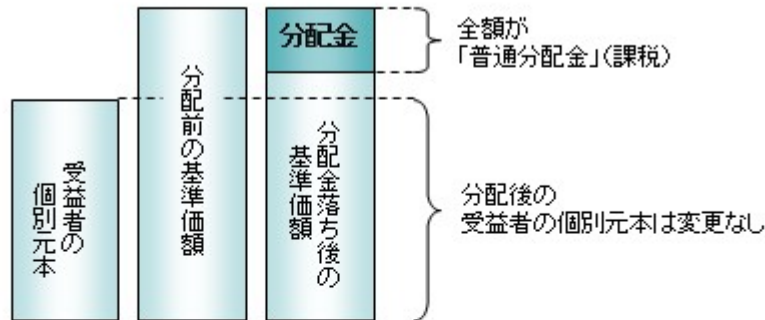 受益者の
個別元本
分配前の基準価額
分配金
分配金落ち後の
基準価額
全額が
「普通分配金」(課税)
分配後の
受益者の個別元本は変更なし